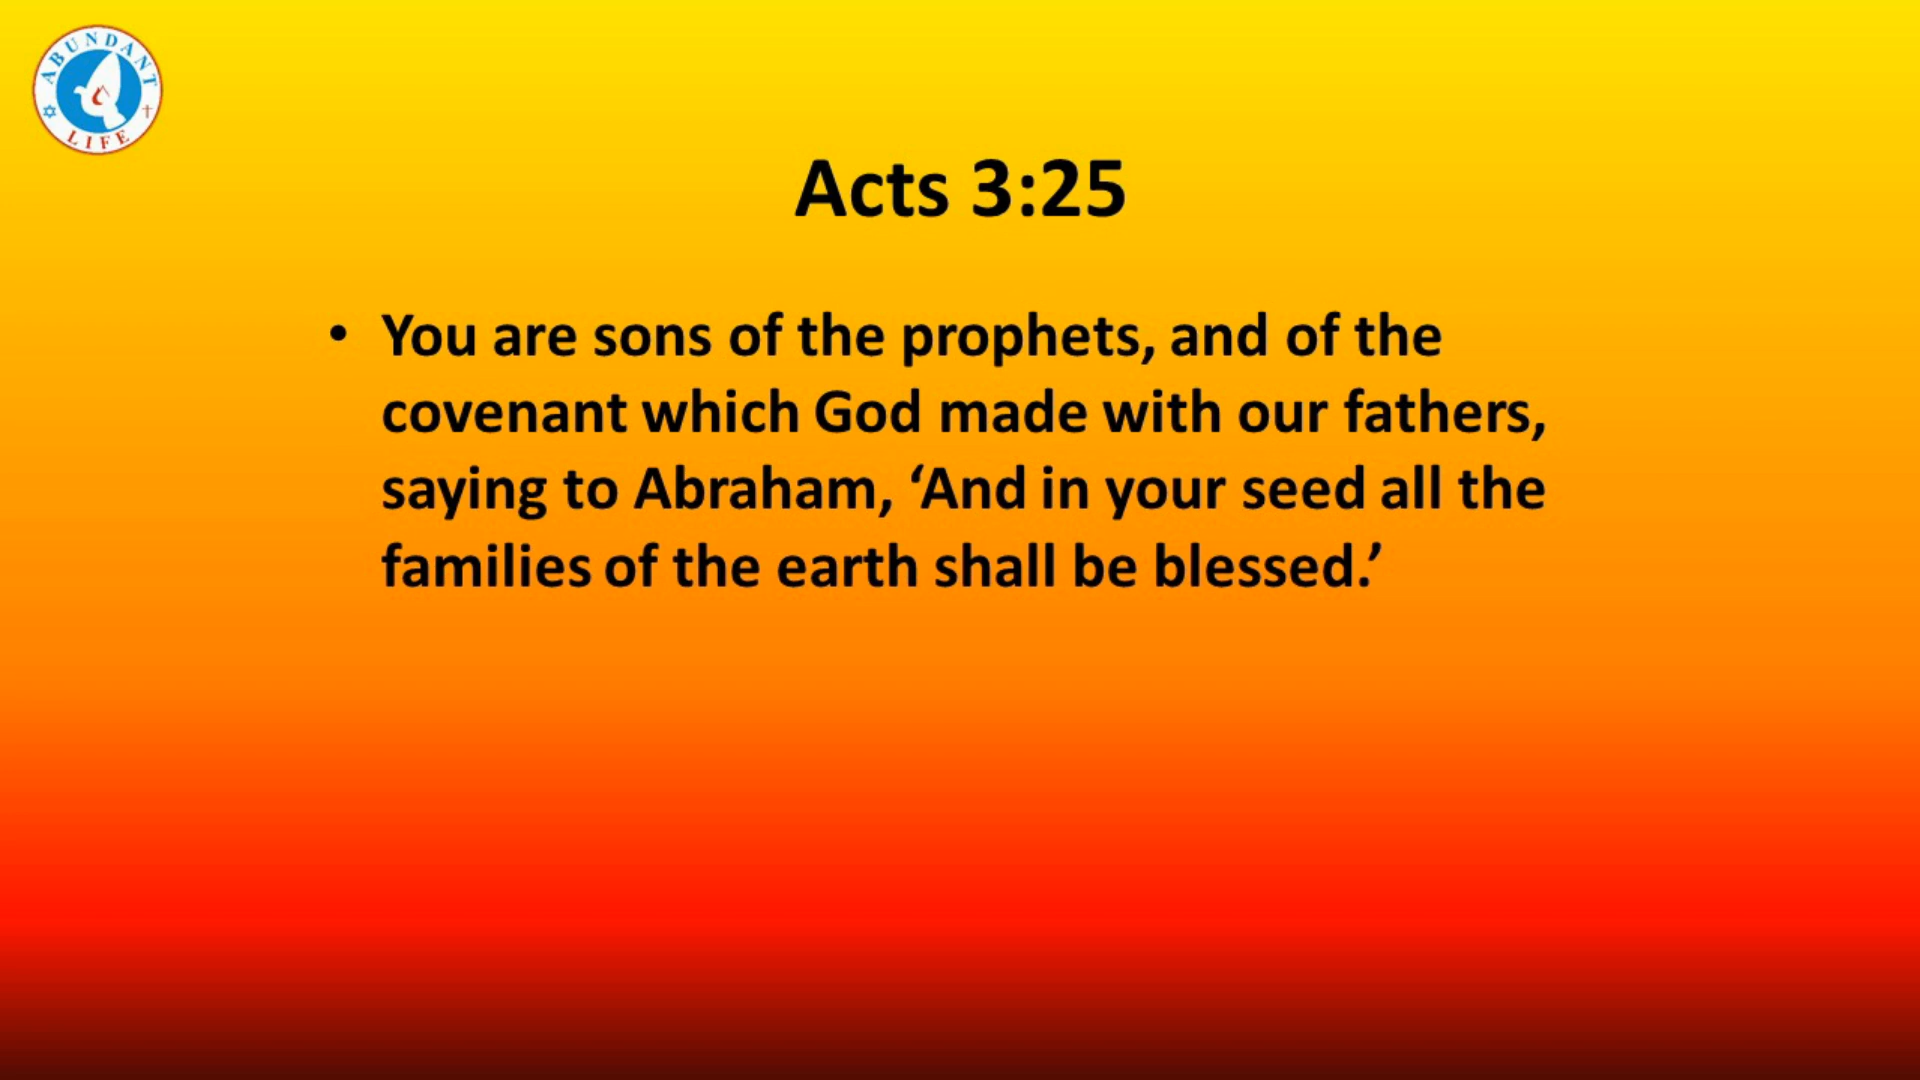 ABUNDANT
LIFE
Acts 3:25
• You are sons of the prophets, and of the
covenant which God made with our fathers,
saying to Abraham, ‘And in your seed all the
families of the earth shall be blessed.’